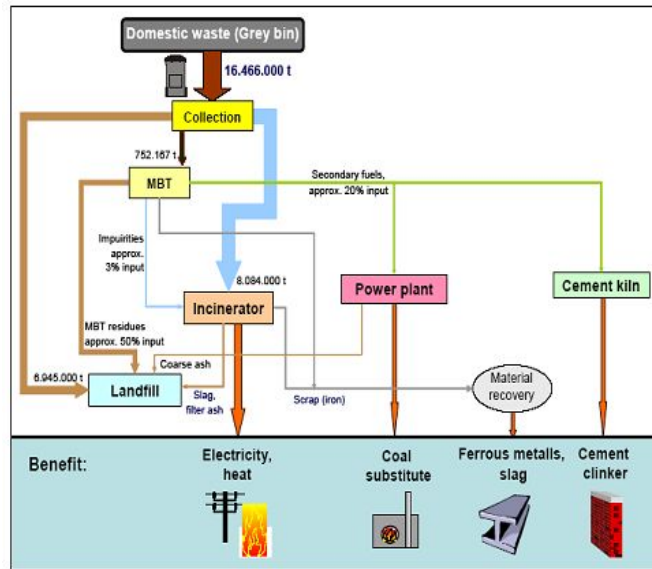 Domestic waste (Grey bin)
16.466.000 t
Collection
752.167 t
MBT
Secondary fuels,
approx. 20% input
Impuirities
approx.
3% input
8.084.000 t
Incinerator
Power plant
Cement kiln
MBT residues
approx. 50% input
Coarse ash
6.945.000 t
Landfill
Slag,
filter ash
Scrap (iron)
Material
recovery
Benefit:
Electricity,
heat
Coal
substitute
Ferrous metalls,
slag
Cement
clinker